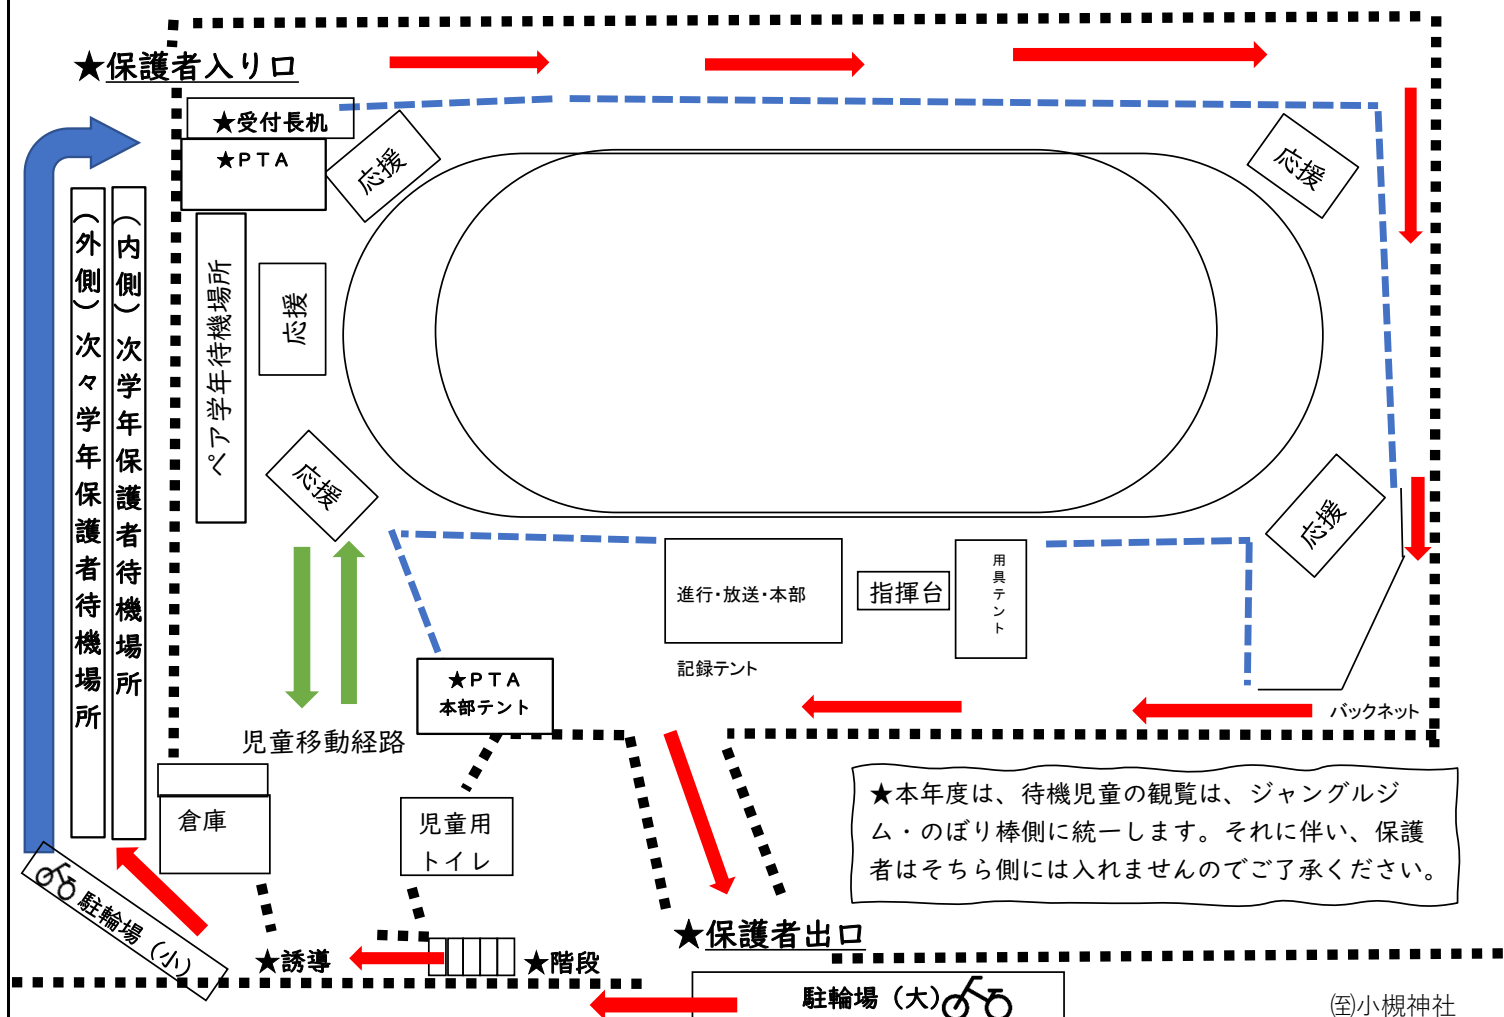 ★保護者入り口
★受付長机
★ＰＴＡ
応援
応援
(外側)次々学年保護者待機場所
(内側)次学年保護者待機場所
ペア学年待機場所
応援
応援
応援
進行・放送・本部
指揮台
用具テント
記録テント
★ＰＴＡ
本部テント
バックネット
児童移動経路
倉庫
児童用
トイレ
★本年度は、待機児童の観覧は、ジャングルジ
ム・のぼり棒側に統一します。それに伴い、保護
者はそちら側には入れませんのでご了承ください。
駐輪場（小）
★誘導
★階段
★保護者出口
駐輪場（大）
㊣小槻神社